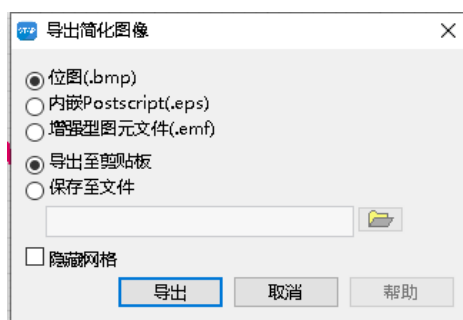 导出简化图像
位图(.bmp)
内嵌Postscript(.eps)
增强型图元文件(.emf)
导出至剪贴板
保存至文件
隐藏网格
导出 取消 帮助